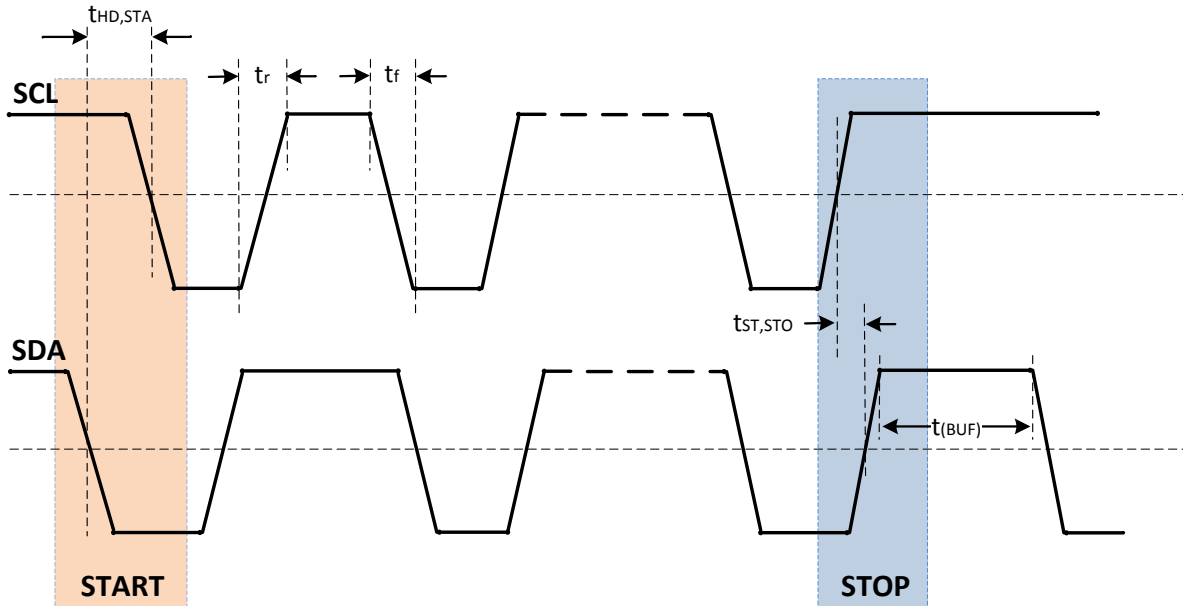 tHD,STA
tr
tf
SCL
tST,STO
SDA
t(BUF)
START
STOP